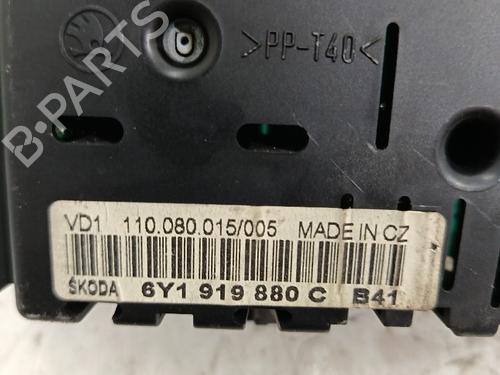 >PP-T40<
B-PARTS
VD1 110.080.015/005 MADE IN CZ
ŠKODA 6Y1 919 880 C B41